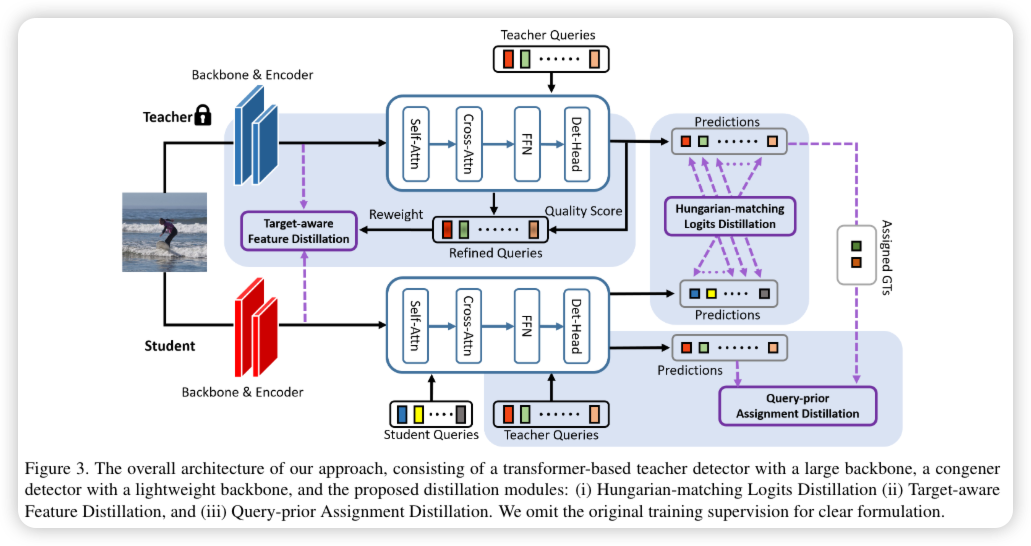 Teacher Queries
Backbone & Encoder
Teacher
Self-Attn
Cross-Attn
FFN
Det-Head
Predictions
Target-aware
Feature Distillation
Reweight
Quality Score
Refined Queries
Hungarian-matching
Logits Distillation
Assigned GTs
Self-Attn
Cross-Attn
FFN
Det-Head
Predictions
Student
Backbone & Encoder
Predictions
Query-prior
Assignment Distillation
Student Queries
Teacher Queries
Figure 3. The overall architecture of our approach, consisting of a transformer-based teacher detector with a large backbone, a congener
detector with a lightweight backbone, and the proposed distillation modules: (i) Hungarian-matching Logits Distillation (ii) Target-aware
Feature Distillation, and (iii) Query-prior Assignment Distillation. We omit the original training supervision for clear formulation.